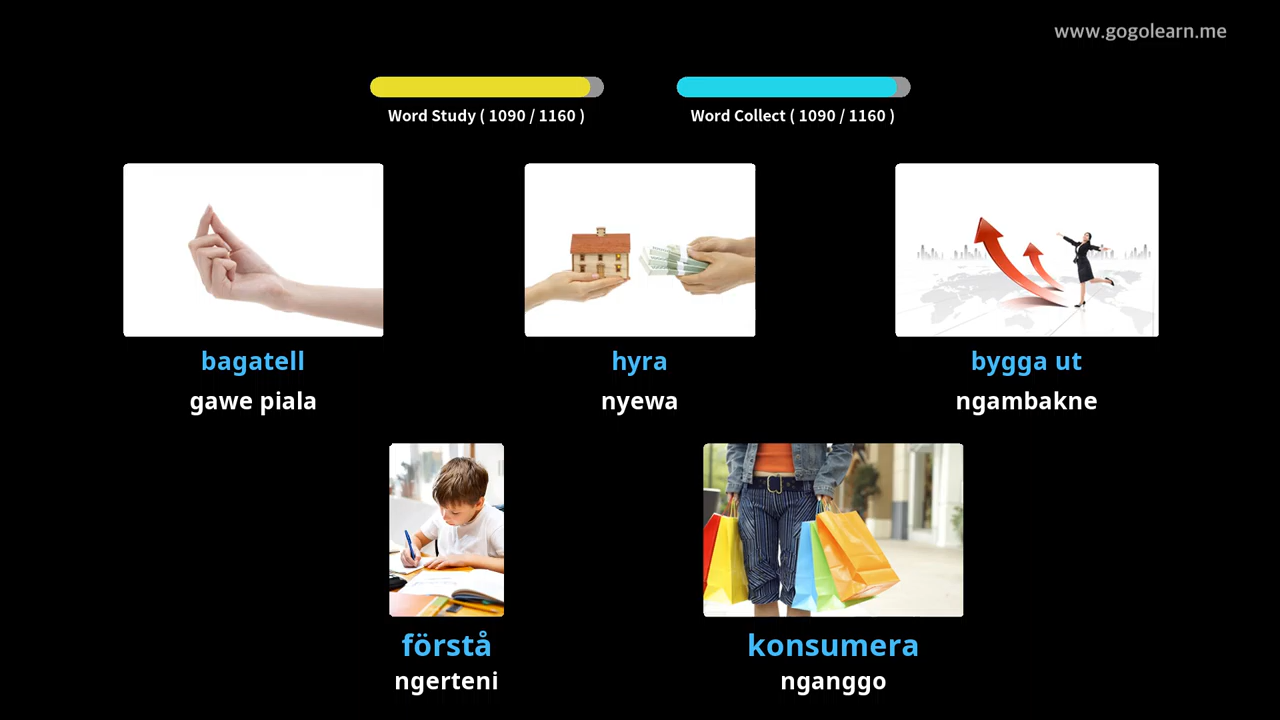 www.gogolearn.me
Word Study ( 1090 / 1160 )
Word Collect ( 1090 / 1160 )
bagatell
hyra
bygga ut
gawe piala
nyewa
ngambakne
förstå
konsumera
ngerteni
nganggo